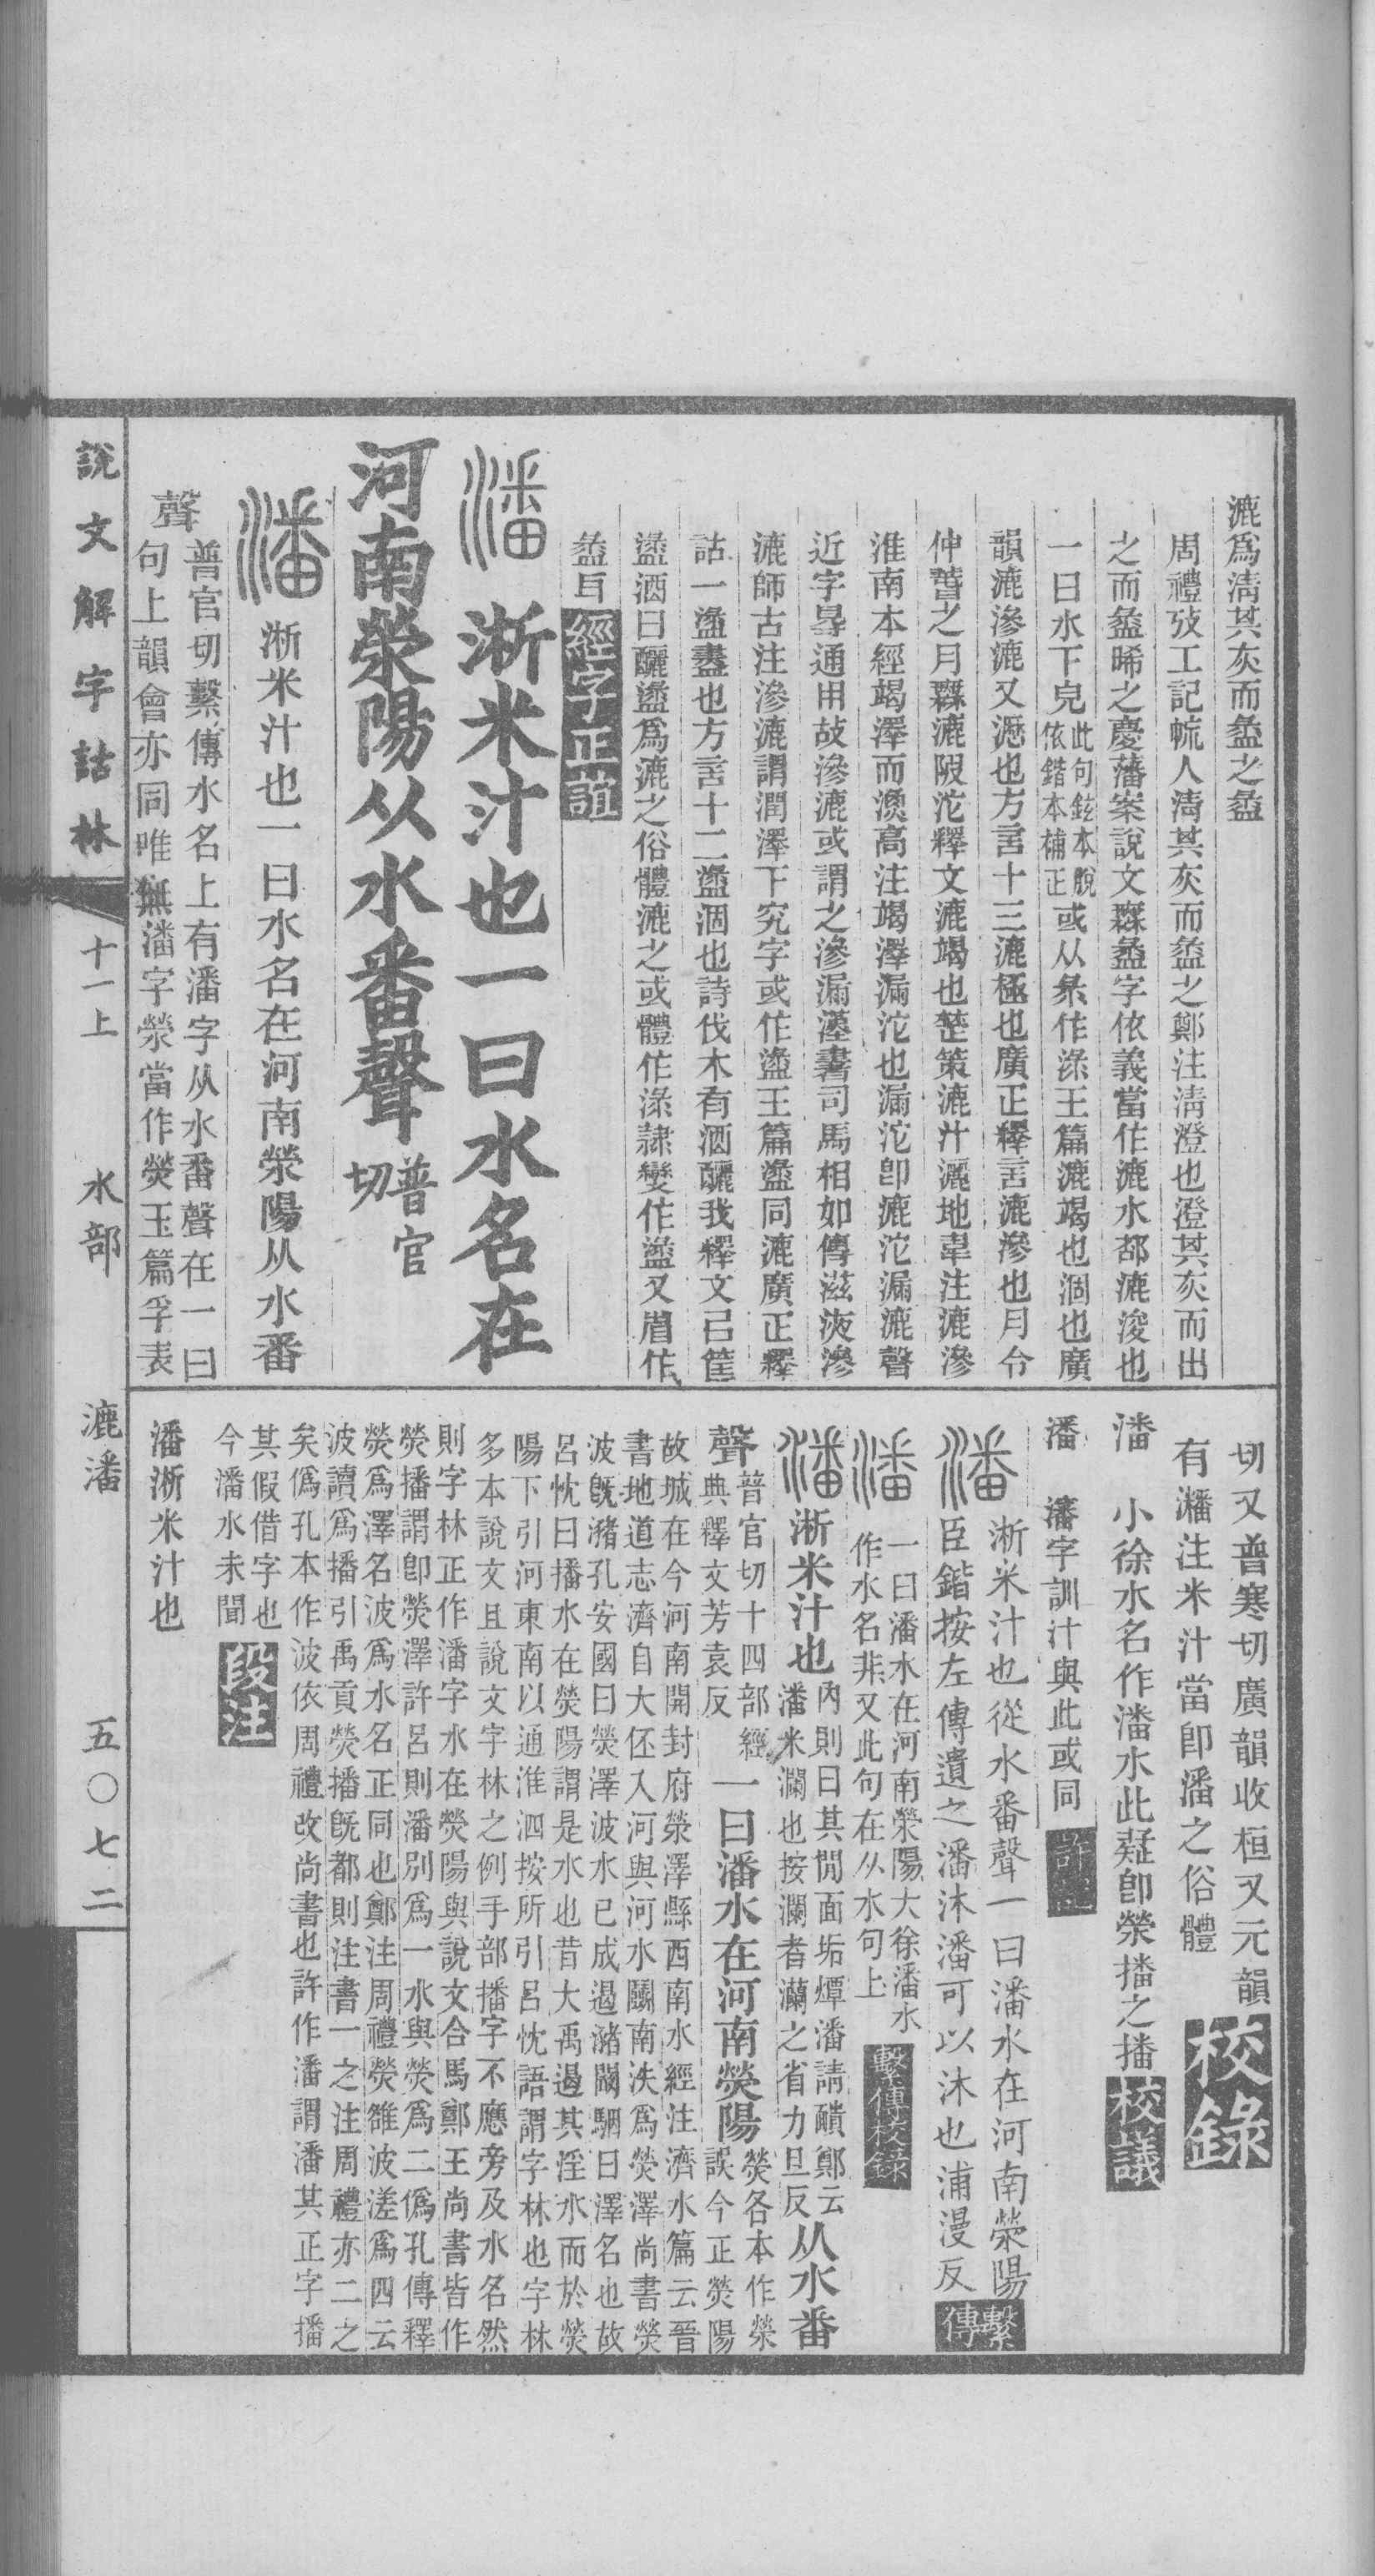 漉爲淸其灰而盝之盝
周禮攷工記㡛人淸其灰而盝之鄭注淸澄也澄其灰而出
之而盝晞之慶藩案說文無盝字依義當作漉水部漉浚也
一曰水下皃此句鉉本脫依鍇本補正或从彔作淥玉篇漉竭也涸也廣
韻漉滲漉又瀝也方言十三漉極也廣疋釋言漉滲也月令
仲萅之月無漉陂沱釋文漉竭也楚策漉汁灑地韋注漉滲
淮南本經竭澤而漁高注竭澤漏沱也漏沱卽漉沱漏漉聲
近字㝵通用故滲漉或謂之滲漏漢書司馬相如傳滋液滲
漉師古注滲漉謂潤澤下究字或作盝玉篇盝同漉廣疋釋
詁一盝盡也方言十二盝涸也詩伐木有酒釃我釋文已筐
盝酒曰釃盝爲漉之俗體漉之或體作淥隷變作盝又省作
盝耳 經字正誼
潘 淅米汁也一曰水名在
河南滎陽从水番聲 普官切
潘 淅米汁也一曰水名在河南滎陽从水番
聲 普官切繫傳水名上有潘字从水番聲在一曰
句上韻會亦同唯無潘字滎當作熒玉篇孚袁
切又普寒切廣韻收桓又元韻
有灊注米汁當卽潘之俗體 校錄
潘 小徐水名作潘水此疑卽榮播之播 校議
潘 瀋字訓汁與此或同
潘 淅米汁也從水番聲一曰潘水在河南滎陽
臣鍇按左傳遺之潘沐潘可以沐也浦漫反 繫傳
潘 一曰潘水在河南滎陽大徐潘水
作水名非又此句在从水句上 繫傳校錄
潘 淅米汁也 內則曰其閒面垢燂潘請靧鄭云
潘米瀾也按瀾者灡之省力旦反 从水番
聲 普官切十四部經
典釋文芳袁反 一曰潘水在河南熒陽 熒各本作滎
誤今正熒陽
故城在今河南開封府滎澤縣西南水經注濟水篇云晉
書地道志濟自大伾入河與河水鬭南泆爲熒澤尚書熒
波旣瀦孔安國曰熒澤波水已成遏瀦闞駰曰澤名也故
呂忱曰播水在熒陽謂是水也昔大禹遏其淫水而於熒
陽下引河東南以通淮泗按所引呂忱語謂字林也字林
多本說文且說文字林之例手部播字不應旁及水名然
則字林正作潘字水在熒陽與說文合馬鄭王尚書皆作
熒播謂卽熒澤許呂則潘別爲一水與熒爲二僞孔傳釋
熒爲澤名波爲水名正同也鄭注周禮熒雒波溠爲四云
波讀爲播引禹貢熒播旣都則注書一之注周禮亦二之
矣僞孔本作波依周禮改尚書也許作潘謂潘其正字播
其假借字也
今潘水未聞 段注
潘淅米汁也
說文解字詁林
十一上
水部
漉潘
五〇七二